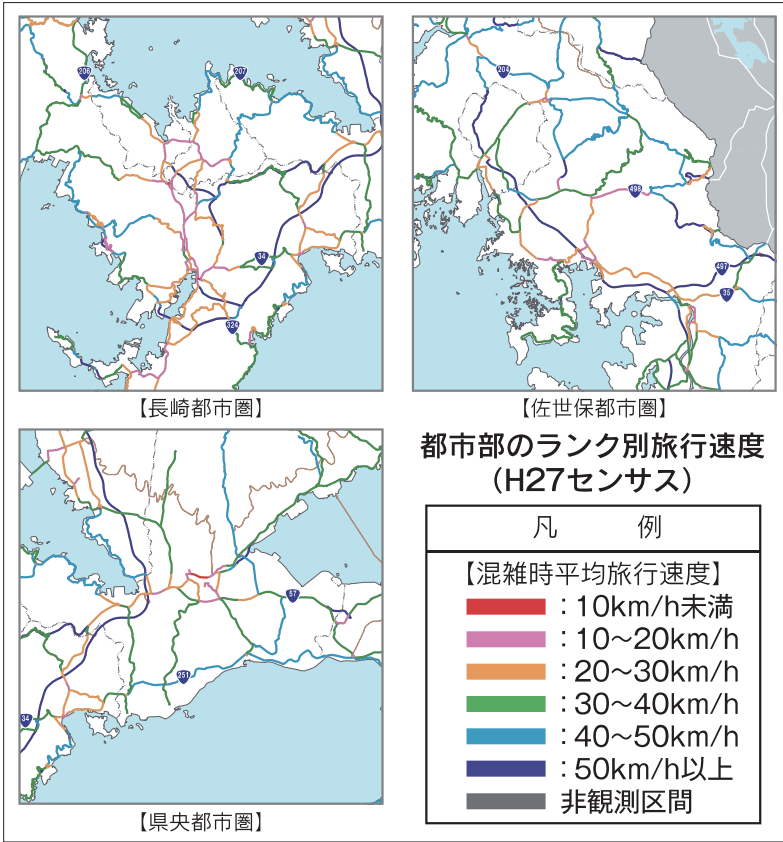 206
207
34
324
【長崎都市圏】
204
498
497
35
【佐世保都市圏】
57
251
34
【県央都市圏】
都市部のランク別旅行速度
(H27センサス)
凡 例
【混雑時平均旅行速度】
:10km/h未満
:10~20km/h
:20~30km/h
:30~40km/h
:40~50km/h
:50km/h以上
非観測区間